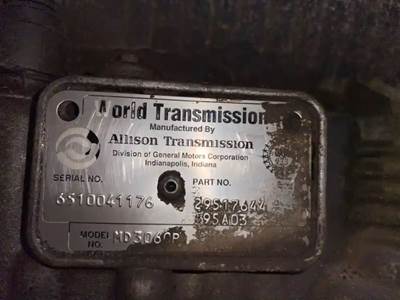 World Transmission
Manufactured By
Allison Transmission
Division of General Motors Corporation
Indianapolis, Indiana
SERIAL NO. PART NO.
6510041176 29517644
95A03
MODEL NO. MD3060P